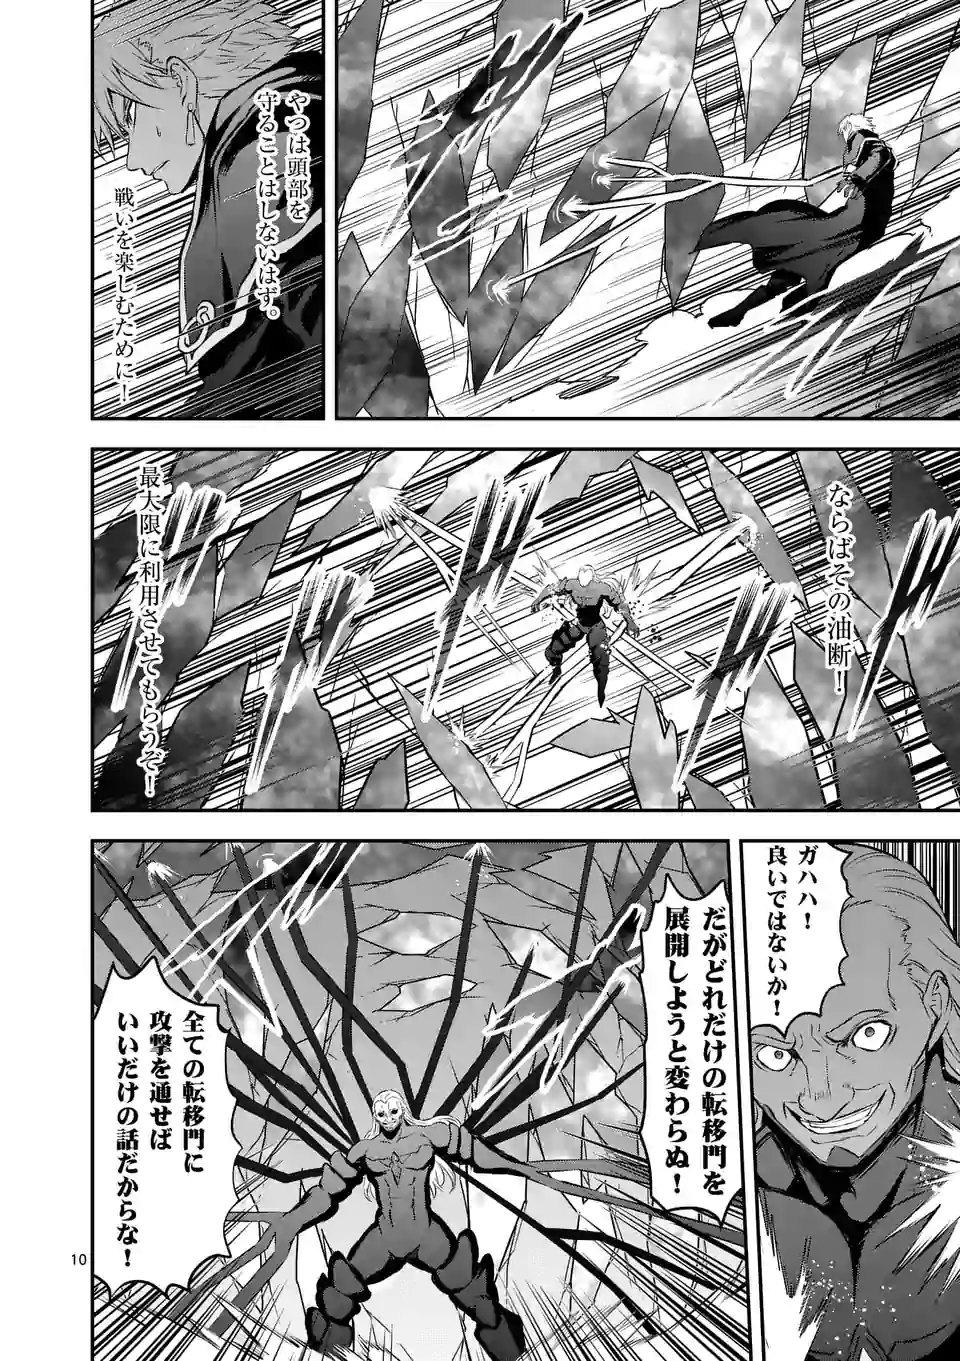 やつは頭部を
守ることはしないはず。
戦いを楽しむために―
ならばその油断！
最大限に利用させてもらうぞ！
ガハハ！
良いではないか！
だがどれだけの転移門を
展開しようと変わらぬ！
全ての転移門に
攻撃を通せば
いいだけの話だからな！
10